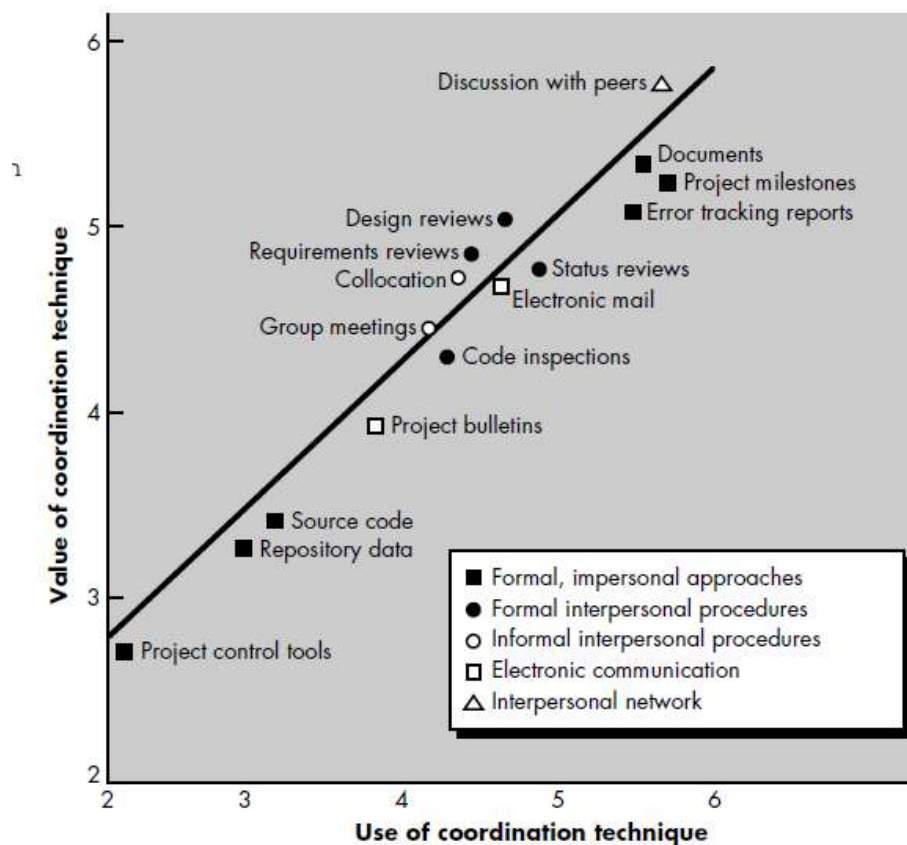 6
Discussion with peers
Documents
Project milestones
Error tracking reports
Design reviews
5
Requirements reviews
Status reviews
Collocation
Electronic mail
Group meetings
Code inspections
4
Project bulletins
Source code
Repository data
3
Project control tools
2
Value of coordination technique
Formal, impersonal approaches
Formal interpersonal procedures
Informal interpersonal procedures
Electronic communication
Interpersonal network
2 3 4 5 6
Use of coordination technique